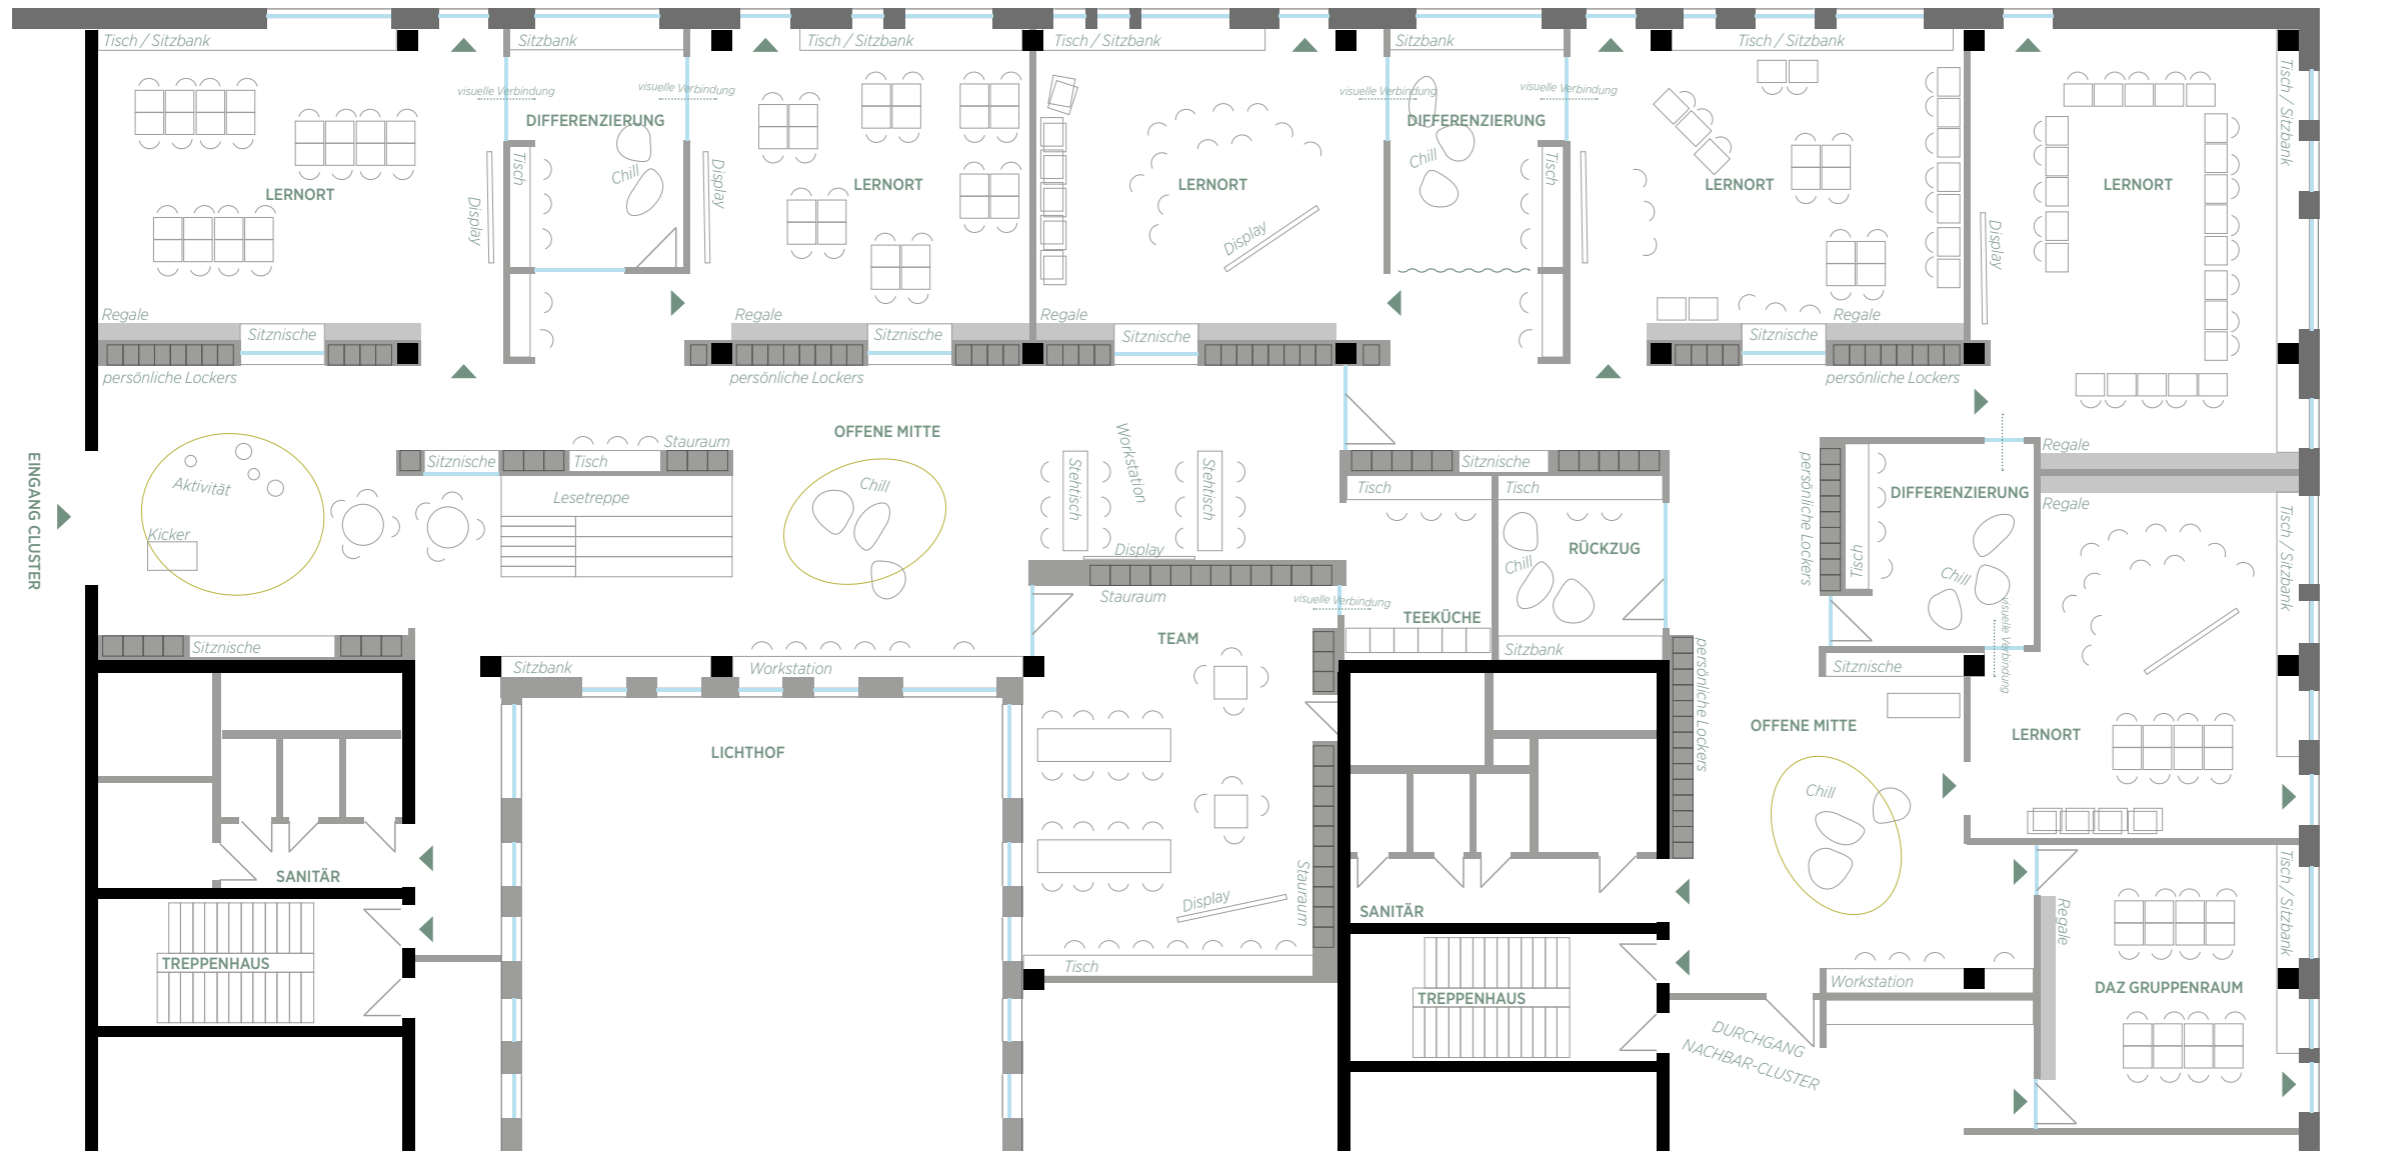 Tisch / Sitzbank
Sitzbank
Tisch / Sitzbank
Tisch / Sitzbank
Sitzbank
Tisch / Sitzbank
Tisch / Sitzbank
visuelle Verbindung
visuelle Verbindung
visuelle Verbindung
visuelle Verbindung
DIFFERENZIERUNG
DIFFERENZIERUNG
Tisch
Chill
Display
Display
Chill
Tisch
LERNORT
LERNORT
LERNORT
LERNORT
LERNORT
Display
Display
Display
Regale
Regale
Regale
Regale
Sitznische
Sitznische
Sitznische
Sitznische
persönliche Lockers
persönliche Lockers
persönliche Lockers
EINGANG CLUSTER
Aktivität
Kicker
Sitznische
Tisch
Stauraum
Lesetreppe
OFFENE MITTE
Chill
Workstation
Stehtisch
Stehtisch
Display
Stauraum
Sitznische
Tisch
Tisch
RÜCKZUG
Chill
visuelle Verbindung
TEEKÜCHE
Sitzbank
persönliche Lockers
Tisch
DIFFERENZIERUNG
Chill
visuelle Verbindung
Regale
Regale
Tisch / Sitzbank
Sitznische
Sitzbank
Workstation
TEAM
persönliche Lockers
Sitznische
OFFENE MITTE
Chill
LERNORT
LICHTHOF
SANITÄR
TREPPENHAUS
Display
Stauraum
Tisch
SANITÄR
TREPPENHAUS
Workstation
DURCHGANG
NACHBAR-CLUSTER
Regale
Tisch / Sitzbank
DAZ GRUPPENRAUM